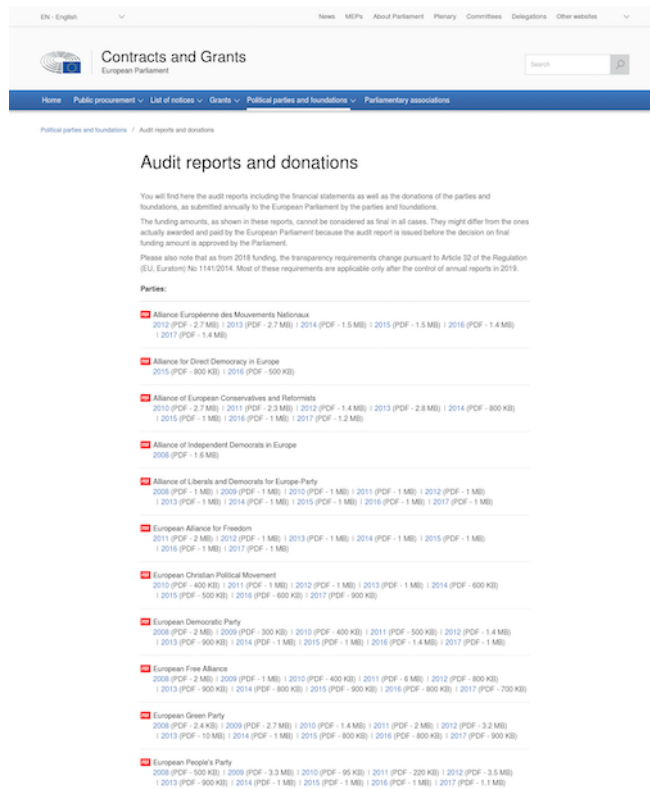 EN - English
News MEPs About Parliament Plenary Committees Delegations Other websites
Contracts and Grants
European Parliament
Search
Home Public procurement List of notices Grants Political parties and foundations Parliamentary associations
Political parties and foundations / Audit reports and donations
Audit reports and donations
You will find here the audit reports including the financial statements as well as the donations of the parties and
foundations, as submitted annually to the European Parliament by the parties and foundations.
The funding amounts, as shown in these reports, cannot be considered as final in all cases. They might differ from the ones
actually awarded and paid by the European Parliament because the audit report is issued before the decision on final
funding amount is approved by the Parliament.
Please also note that as from 2018 funding, the transparency requirements change pursuant to Article 32 of the Regulation
(EU, Euratom) No 1141/2014. Most of these requirements are applicable only after the control of annual reports in 2019.
Parties:
PDF Alliance Européenne des Mouvements Nationaux
2012 (PDF - 2.7 MB) | 2013 (PDF - 2.7 MB) | 2014 (PDF - 1.5 MB) | 2015 (PDF - 1.5 MB) | 2016 (PDF - 1.4 MB)
| 2017 (PDF - 1.4 MB)
PDF Alliance for Direct Democracy in Europe
2015 (PDF - 800 KB) | 2016 (PDF - 500 KB)
PDF Alliance of European Conservatives and Reformists
2010 (PDF - 2.7 MB) | 2011 (PDF - 2.3 MB) | 2012 (PDF - 1.4 MB) | 2013 (PDF - 2.8 MB) | 2014 (PDF - 800 KB)
| 2015 (PDF - 1 MB) | 2016 (PDF - 1 MB) | 2017 (PDF - 1.2 MB)
PDF Alliance of Independent Democrats in Europe
2008 (PDF - 1.6 MB)
PDF Alliance of Liberals and Democrats for Europe-Party
2008 (PDF - 1 MB) | 2009 (PDF - 1 MB) | 2010 (PDF - 1 MB) | 2011 (PDF - 1 MB) | 2012 (PDF - 1 MB)
| 2013 (PDF - 1 MB) | 2014 (PDF - 1 MB) | 2015 (PDF - 1 MB) | 2016 (PDF - 1 MB) | 2017 (PDF - 1 MB)
PDF European Alliance for Freedom
2011 (PDF - 2 MB) | 2012 (PDF - 1 MB) | 2013 (PDF - 1 MB) | 2014 (PDF - 1 MB) | 2015 (PDF - 1 MB)
| 2016 (PDF - 1 MB) | 2017 (PDF - 1 MB)
PDF European Christian Political Movement
2010 (PDF - 400 KB) | 2011 (PDF - 1 MB) | 2012 (PDF - 1 MB) | 2013 (PDF - 1 MB) | 2014 (PDF - 600 KB)
| 2015 (PDF - 500 KB) | 2016 (PDF - 600 KB) | 2017 (PDF - 900 KB)
PDF European Democratic Party
2008 (PDF - 2 MB) | 2009 (PDF - 300 KB) | 2010 (PDF - 400 KB) | 2011 (PDF - 500 KB) | 2012 (PDF - 1.4 MB)
| 2013 (PDF - 900 KB) | 2014 (PDF - 1 MB) | 2015 (PDF - 1 MB) | 2016 (PDF - 1.4 MB) | 2017 (PDF - 1 MB)
PDF European Free Alliance
2008 (PDF - 2 MB) | 2009 (PDF - 1 MB) | 2010 (PDF - 400 KB) | 2011 (PDF - 6 MB) | 2012 (PDF - 800 KB)
| 2013 (PDF - 900 KB) | 2014 (PDF - 800 KB) | 2015 (PDF - 900 KB) | 2016 (PDF - 800 KB) | 2017 (PDF - 700 KB)
PDF European Green Party
2008 (PDF - 2.4 KB) | 2009 (PDF - 2.7 MB) | 2010 (PDF - 1.4 MB) | 2011 (PDF - 2 MB) | 2012 (PDF - 3.2 MB)
| 2013 (PDF - 10 MB) | 2014 (PDF - 1 MB) | 2015 (PDF - 800 KB) | 2016 (PDF - 800 KB) | 2017 (PDF - 900 KB)
PDF European People's Party
2008 (PDF - 500 KB) | 2009 (PDF - 3.3 MB) | 2010 (PDF - 95 KB) | 2011 (PDF - 220 KB) | 2012 (PDF - 3.5 MB)
| 2013 (PDF - 900 KB) | 2014 (PDF - 1 MB) | 2015 (PDF - 1 MB) | 2016 (PDF - 1 MB) | 2017 (PDF - 1.1 MB)